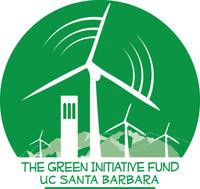 THE GREEN INITIATIVE FUND
UC SANTA BARBARA